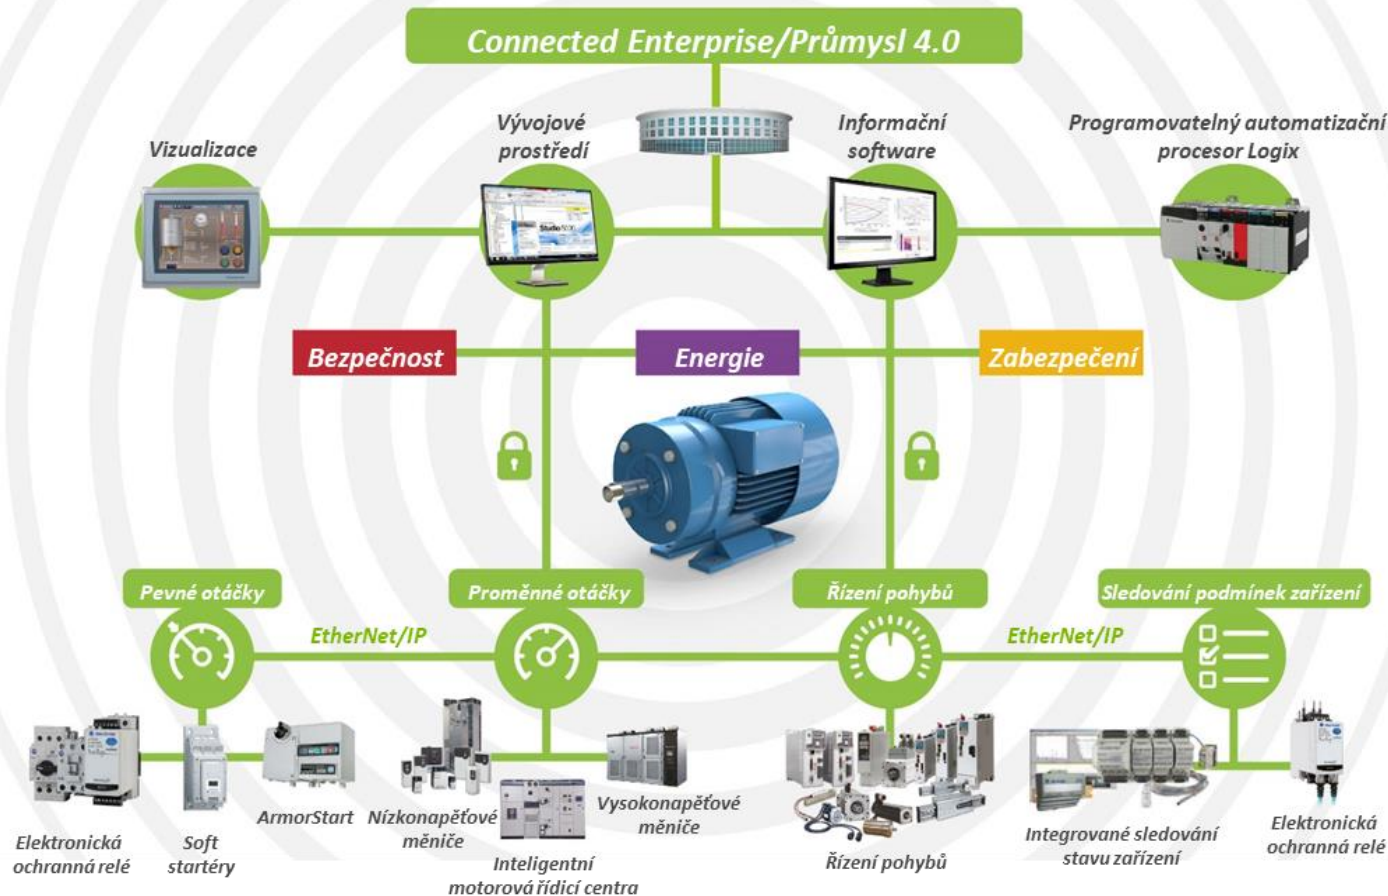 Connected Enterprise/Průmysl 4.0
Vizualizace
Vývojové
prostředí
Informační
software
Programovatelný automatizační
procesor Logix
Studio 5000
Bezpečnost
Energie
Zabezpečení
Pevné otáčky
Proměnné otáčky
Řízení pohybů
Sledování podmínek zařízení
EtherNet/IP
EtherNet/IP
Elektronická
ochranná relé
Soft
startéry
ArmorStart
Nízkonapěťové
měniče
Inteligentní
motorová řídicí centra
Vysokonapěťové
měniče
Řízení pohybů
Integrované sledování
stavu zařízení
Elektronická
ochranná relé